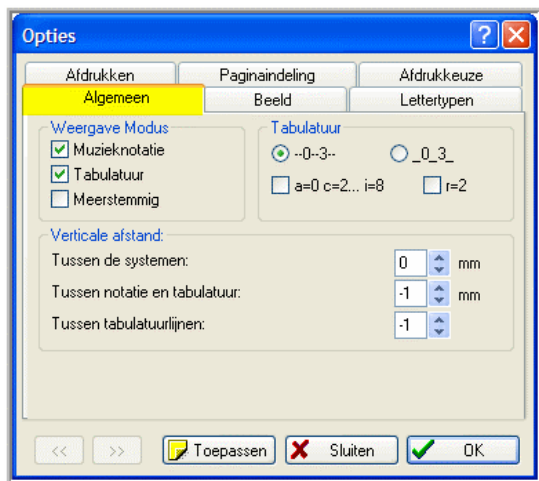 Opties
Afdrukken Paginaindeling Afdrukkeuze
Algemeen Beeld Lettertypen
Weergave Modus
Muzieknotatie
Tabulatuur
Meerstemmig
Tabulatuur
--0--3-- _0_3_
a=0 c=2... i=8 r=2
Verticale afstand:
Tussen de systemen: 0 mm
Tussen notatie en tabulatuur: -1 mm
Tussen tabulatuurlijnen: -1
<< >> Toepassen Sluiten OK